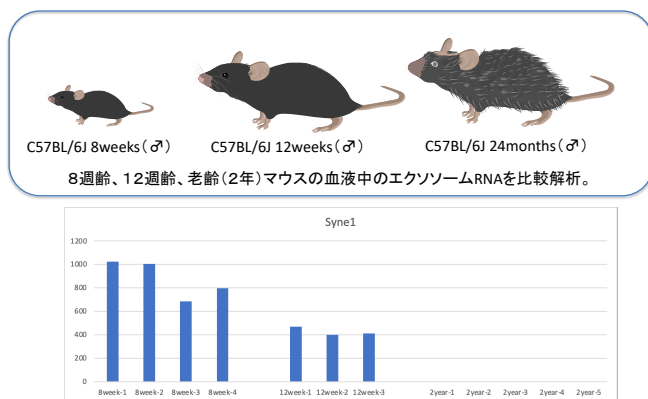 C57BL/6J 8weeks(♂) C57BL/6J 12weeks(♂) C57BL/6J 24months(♂)
8週齢、12週齢、老齢(2年)マウスの血液中のエクソソームRNAを比較解析。
Syne1
1200
1000
800
600
400
200
0
8week-1 8week-2 8week-3 8week-4 12week-1 12week-2 12week-3 2year-1 2year-2 2year-3 2year-4 2year-5